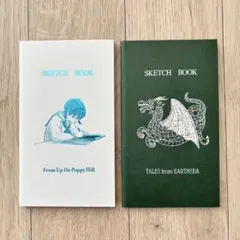 SKETCH BOOK
From Up On Poppy Hill
SKETCH BOOK
TALES from EARTHSEA